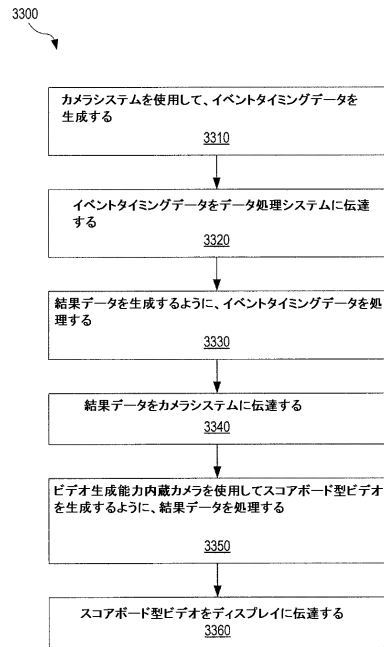 3300
カメラシステムを使用して、イベントタイミングデータを
生成する
3310
イベントタイミングデータをデータ処理システムに伝達
する
3320
結果データを生成するように、イベントタイミングデータを処
理する
3330
結果データをカメラシステムに伝達する
3340
ビデオ生成能力内蔵カメラを使用してスコアボード型ビデオ
を生成するように、結果データを処理する
3350
スコアボード型ビデオをディスプレイに伝達する
3360